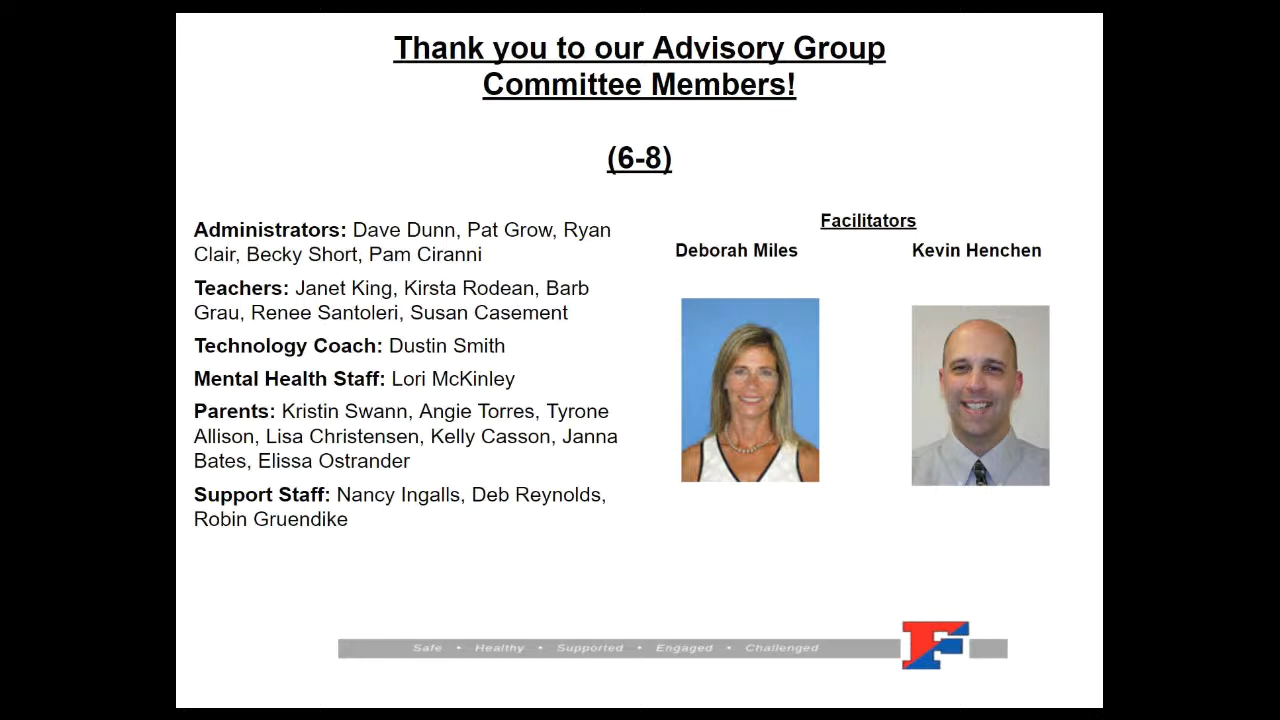 Thank you to our Advisory Group
Committee Members!
(6-8)
Administrators: Dave Dunn, Pat Grow, Ryan
Clair, Becky Short, Pam Ciranni
Teachers: Janet King, Kirsta Rodean, Barb
Grau, Renee Santoleri, Susan Casement
Technology Coach: Dustin Smith
Mental Health Staff: Lori McKinley
Parents: Kristin Swann, Angie Torres, Tyrone
Allison, Lisa Christensen, Kelly Casson, Janna
Bates, Elissa Ostrander
Support Staff: Nancy Ingalls, Deb Reynolds,
Robin Gruendike
Facilitators
Deborah Miles Kevin Henchen
Safe • Healthy • Supported • Engaged • Challenged
F